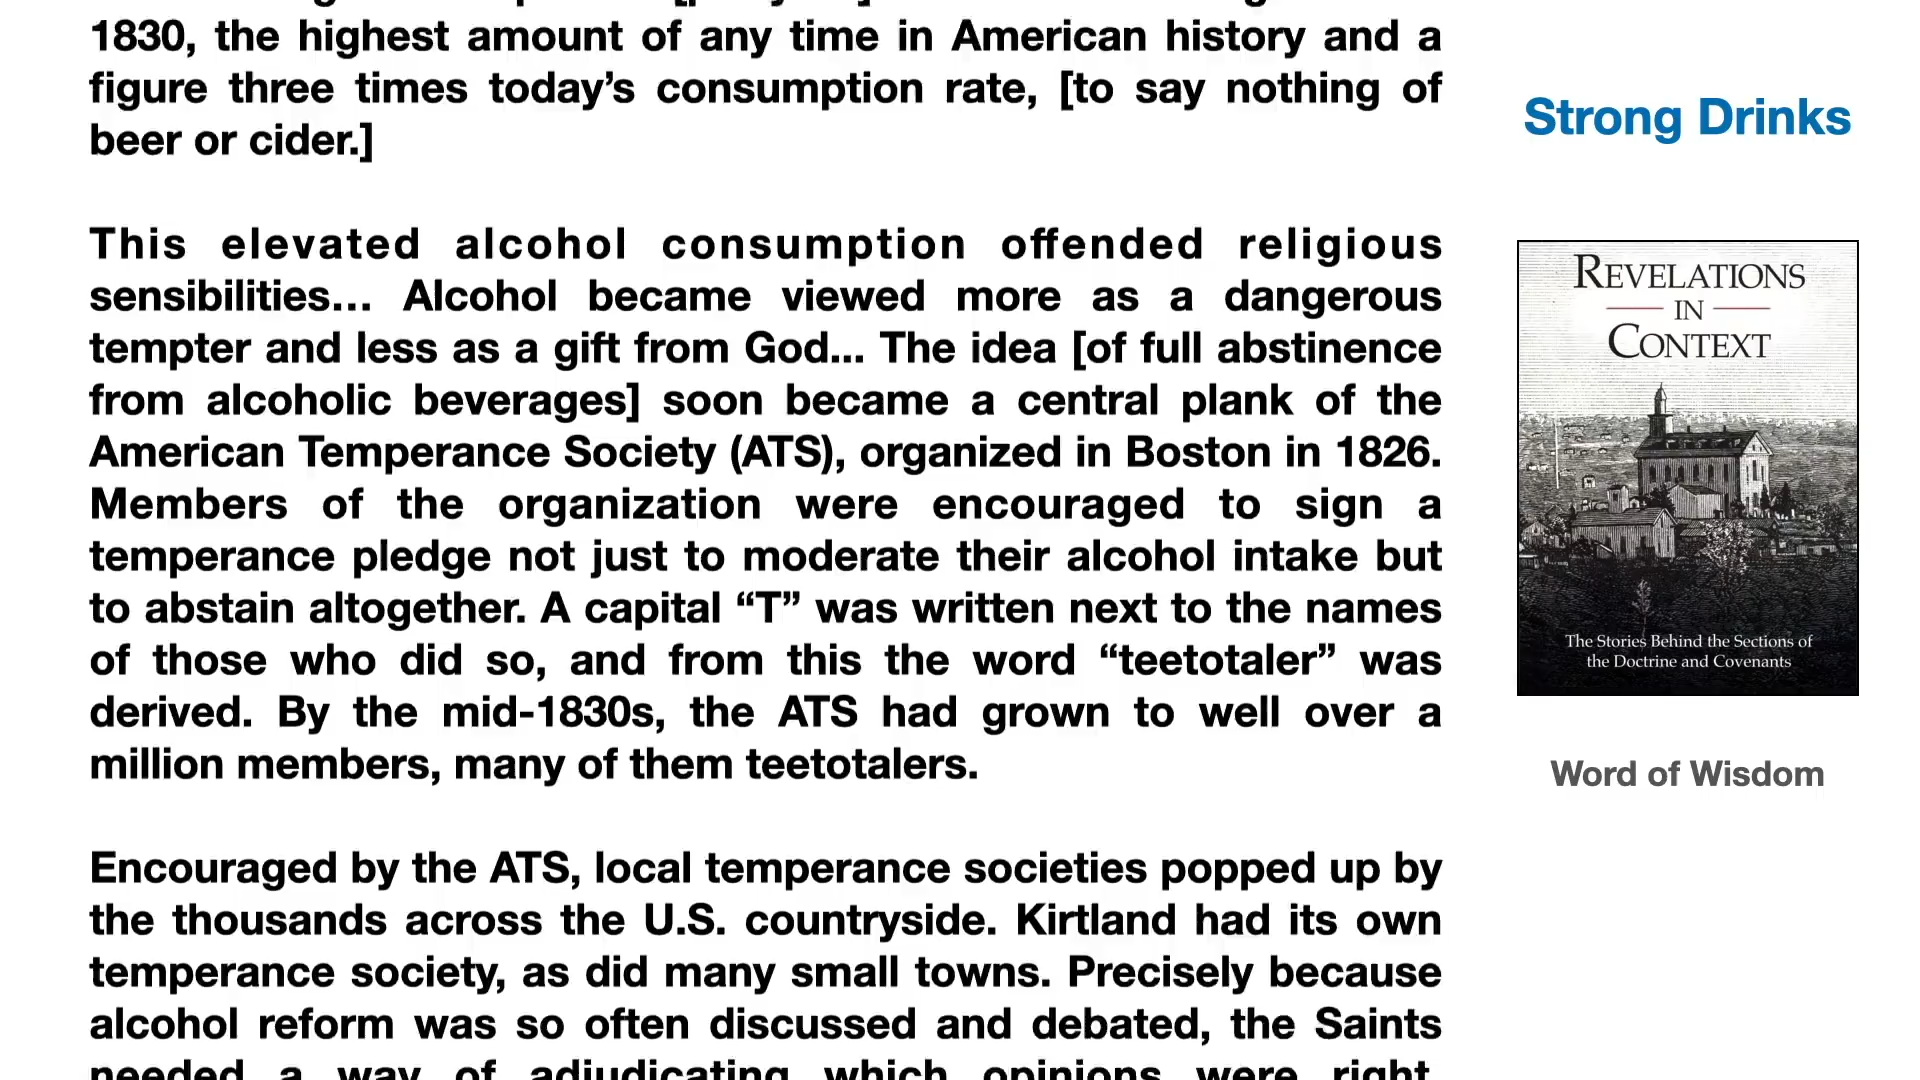 1830, the highest amount of any time in American history and a
figure three times today’s consumption rate, [to say nothing of
beer or cider.]
This elevated alcohol consumption offended religious
sensibilities... Alcohol became viewed more as a dangerous
tempter and less as a gift from God... The idea [of full abstinence
from alcoholic beverages] soon became a central plank of the
American Temperance Society (ATS), organized in Boston in 1826.
Members of the organization were encouraged to sign a
temperance pledge not just to moderate their alcohol intake but
to abstain altogether. A capital “T” was written next to the names
of those who did so, and from this the word “teetotaler” was
derived. By the mid-1830s, the ATS had grown to well over a
million members, many of them teetotalers.
Encouraged by the ATS, local temperance societies popped up by
the thousands across the U.S. countryside. Kirtland had its own
temperance society, as did many small towns. Precisely because
alcohol reform was so often discussed and debated, the Saints
needed a way of adjudicating which opinions were right.
Strong Drinks
REVELATIONS
IN
CONTEXT
The Stories Behind the Sections of
the Doctrine and Covenants
Word of Wisdom